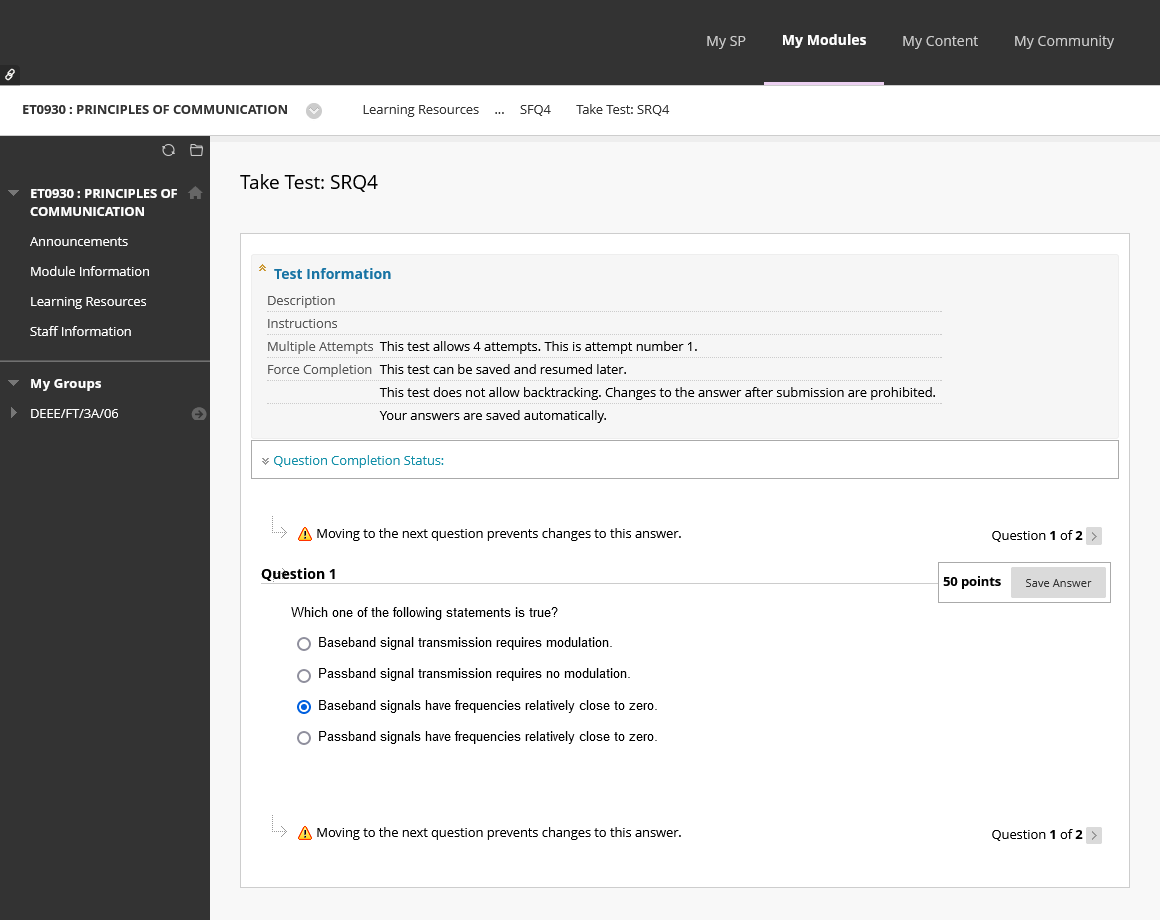 My SP My Modules My Content My Community
ET0930 : PRINCIPLES OF COMMUNICATION Learning Resources ... SFQ4 Take Test: SRQ4
ET0930 : PRINCIPLES OF
COMMUNICATION
Announcements
Module Information
Learning Resources
Staff Information
My Groups
DEEE/FT/3A/06
Take Test: SRQ4
Test Information
Description
Instructions
Multiple Attempts This test allows 4 attempts. This is attempt number 1.
Force Completion This test can be saved and resumed later.
This test does not allow backtracking. Changes to the answer after submission are prohibited.
Your answers are saved automatically.
Question Completion Status:
Moving to the next question prevents changes to this answer. Question 1 of 2
Question 1 50 points Save Answer
Which one of the following statements is true?
Baseband signal transmission requires modulation.
Passband signal transmission requires no modulation.
Baseband signals have frequencies relatively close to zero.
Passband signals have frequencies relatively close to zero.
Moving to the next question prevents changes to this answer. Question 1 of 2